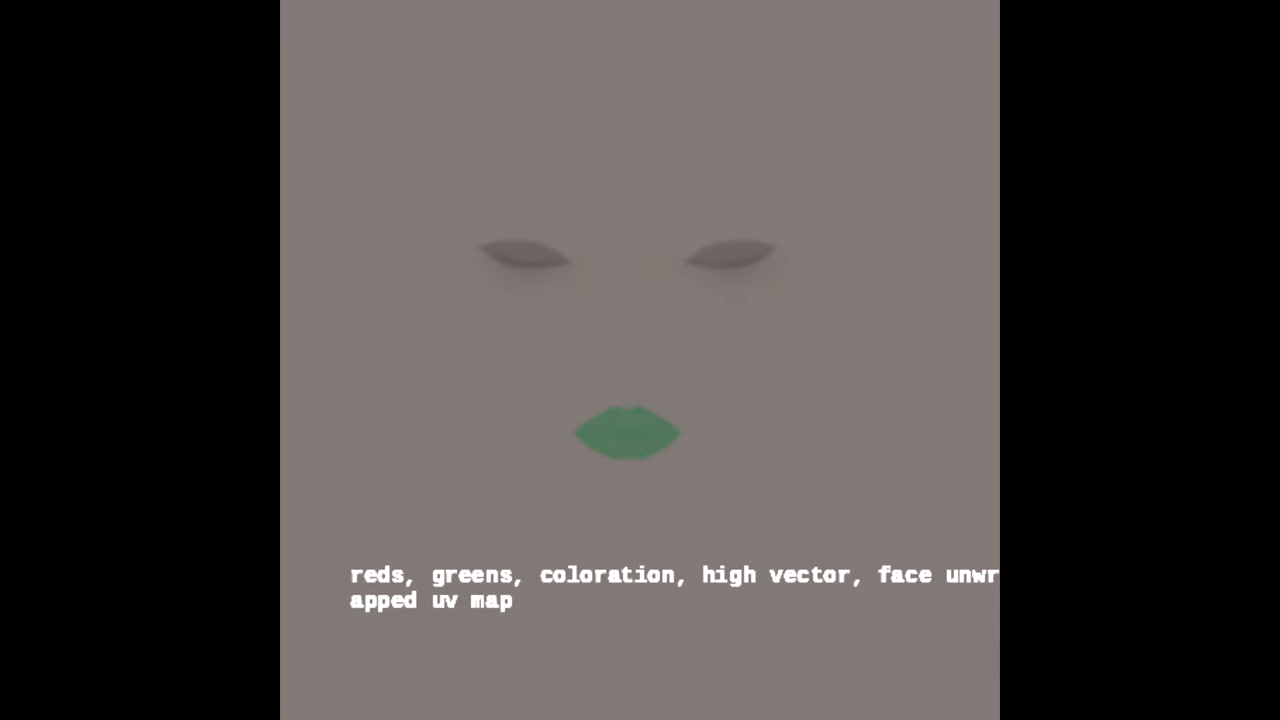 reds, greens, coloration, high vector, face unwr
apped uv map